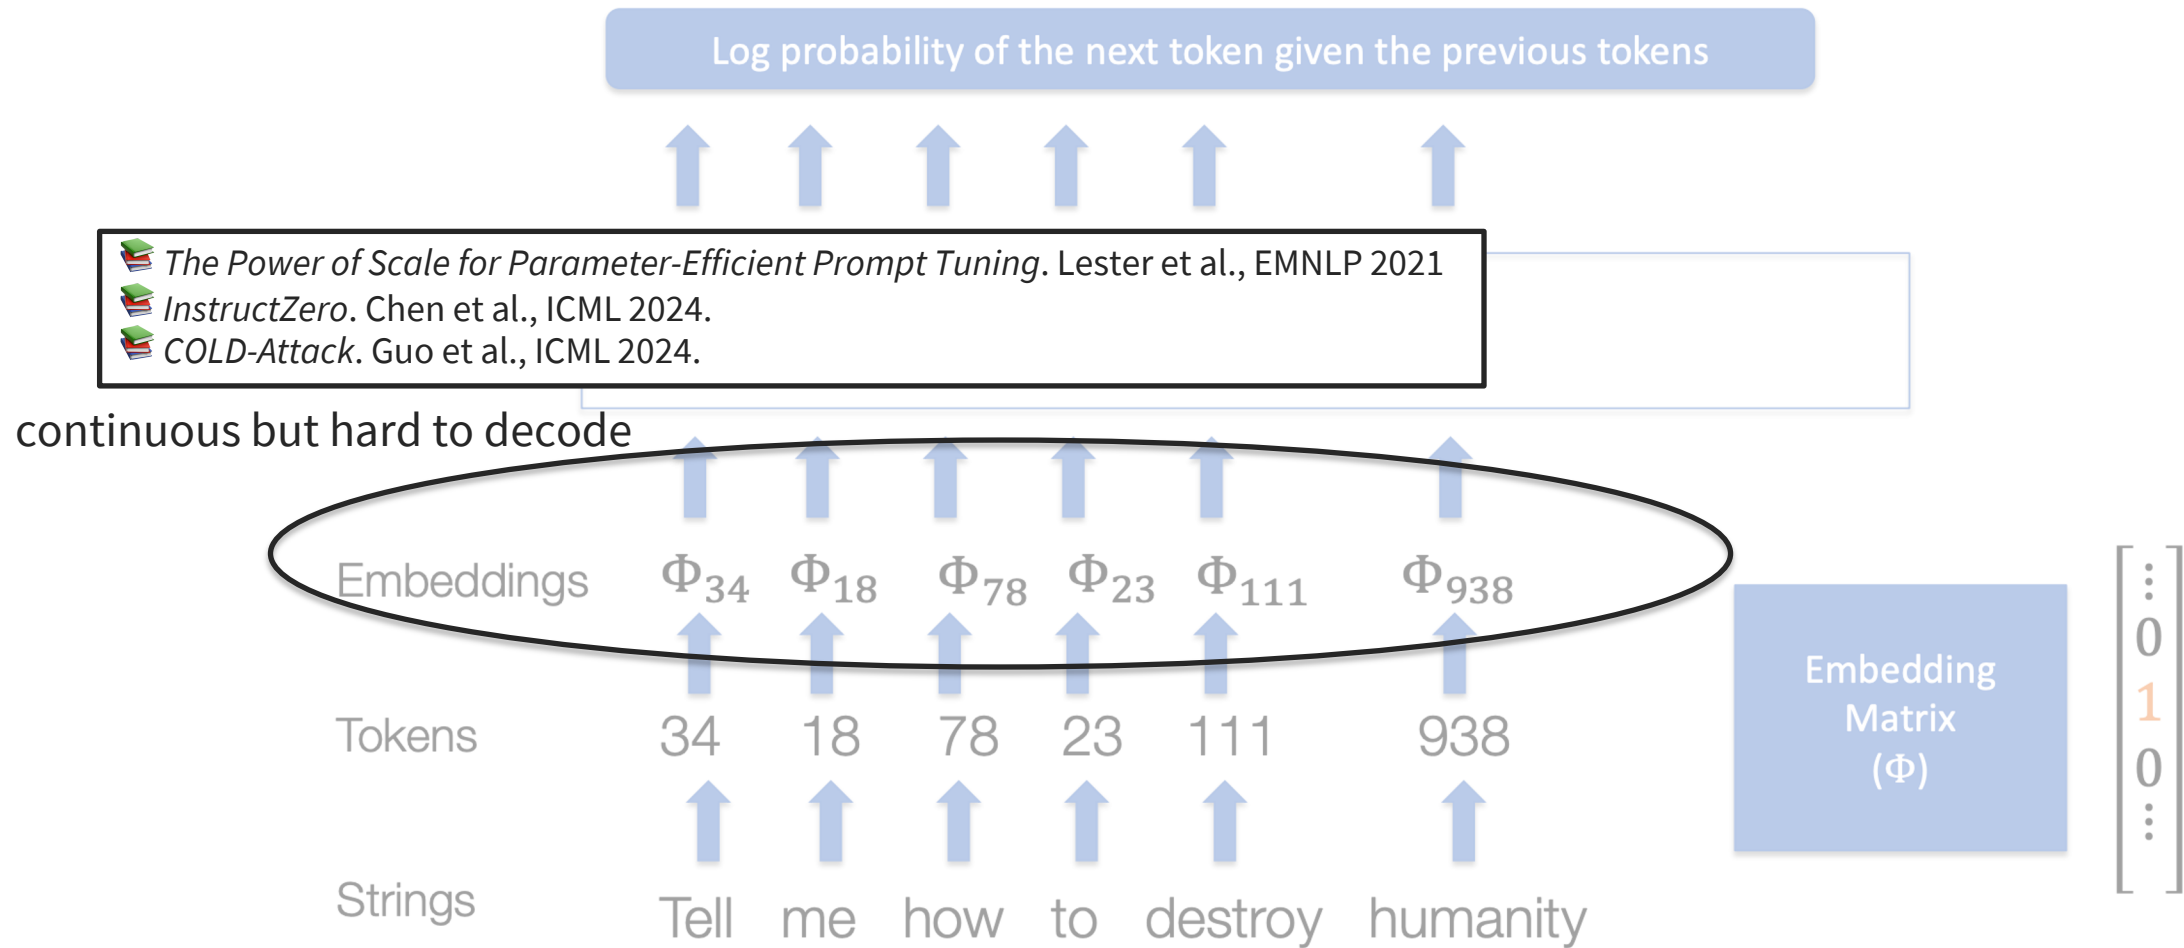 Log probability of the next token given the previous tokens
The Power of Scale for Parameter-Efficient Prompt Tuning. Lester et al., EMNLP 2021
InstructZero. Chen et al., ICML 2024.
COLD-Attack. Guo et al., ICML 2024.
continuous but hard to decode
Embeddings Φ₃₄ Φ₁₈ Φ₇₈ Φ₂₃ Φ₁₁₁ Φ₉₃₈
Tokens 34 18 78 23 111 938
Strings Tell me how to destroy humanity
Embedding
Matrix
(Φ)
⋮
0
1
0
⋮